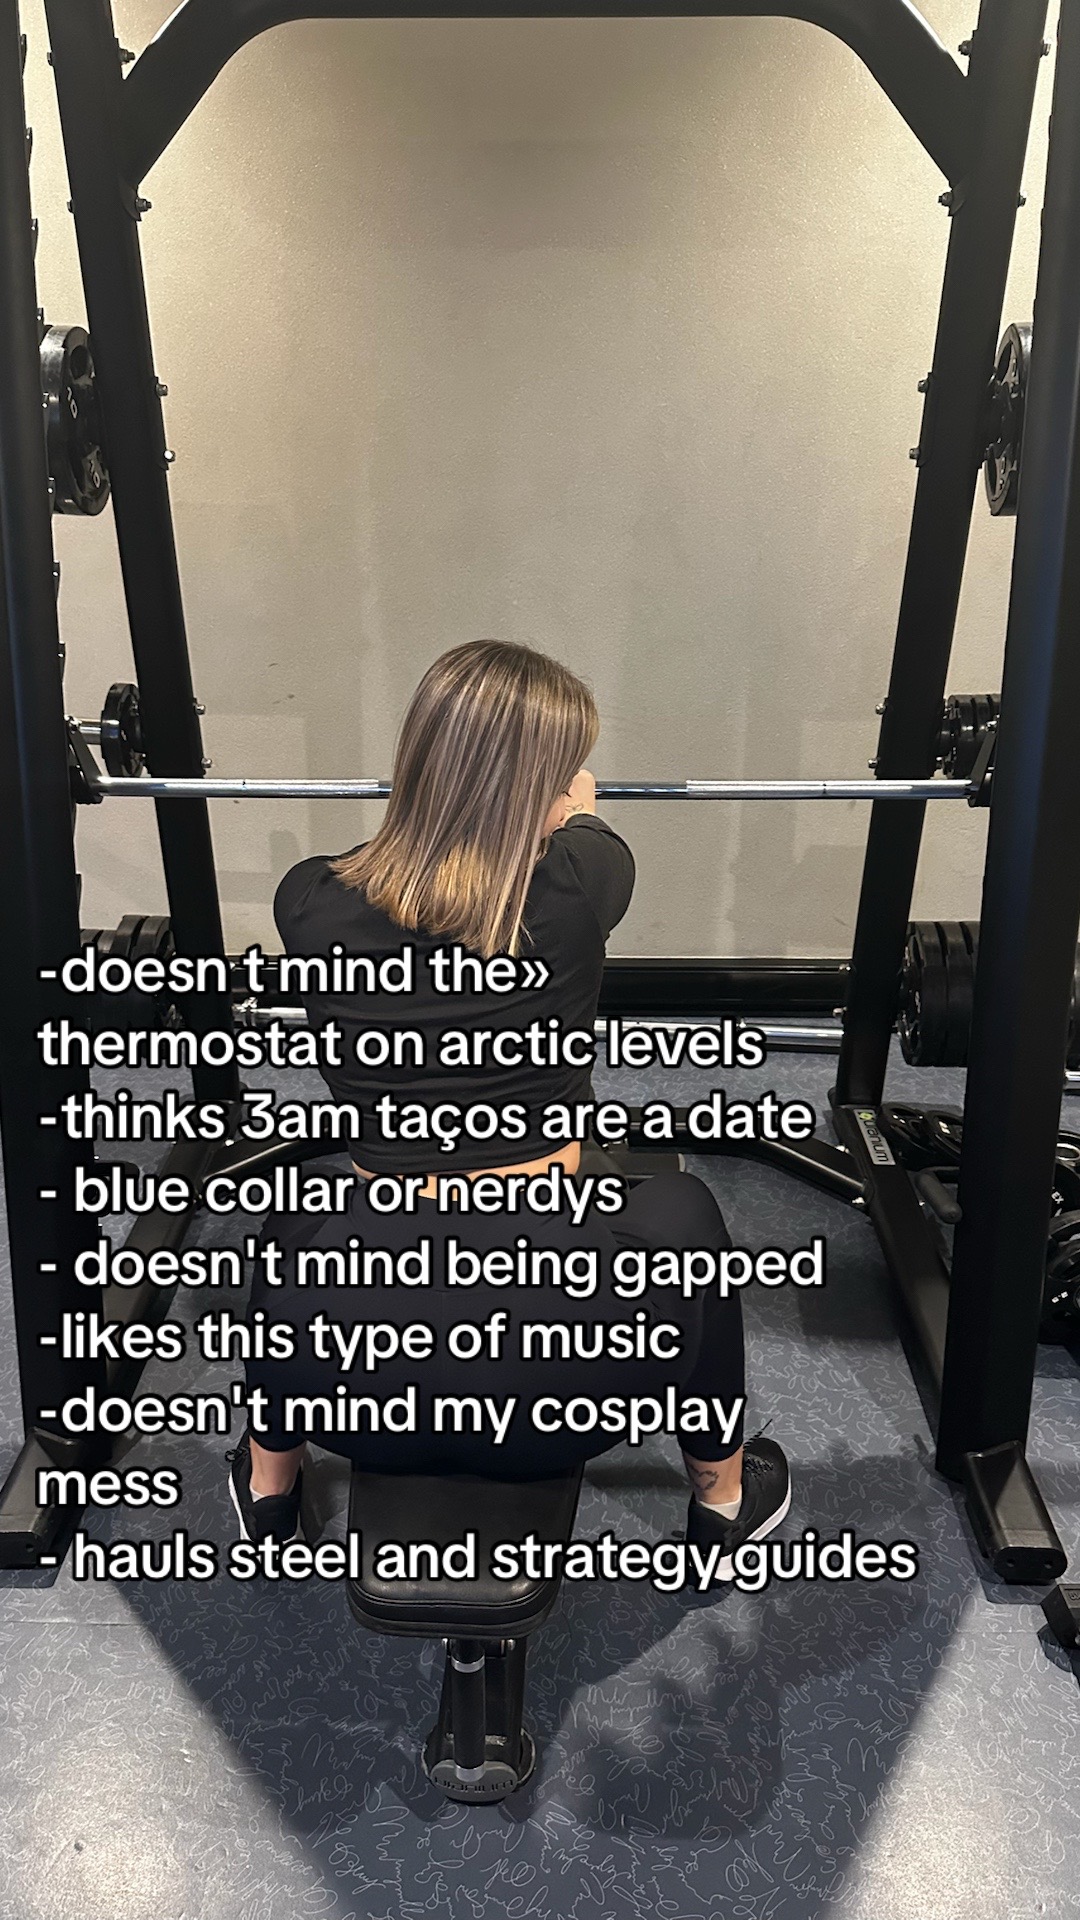 -doesn t mind the»
thermostat on arctic levels
-thinks 3am taços are a date
- blue collar or nerdys
- doesn't mind being gapped
-likes this type of music
-doesn't mind my cosplay
mess
- hauls steel and strategy guides